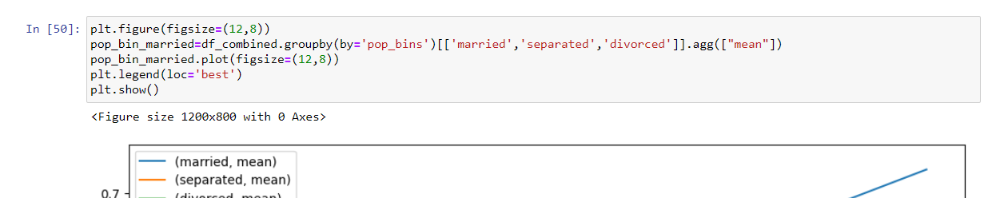 In [50]:
plt.figure(figsize=(12,8))
pop_bin_married=df_combined.groupby(by='pop_bins')[['married','separated','divorced']].agg(["mean"])
pop_bin_married.plot(figsize=(12,8))
plt.legend(loc='best')
plt.show()
<Figure size 1200x800 with 0 Axes>
(married, mean)
(separated, mean)
(divorced, mean)
0.7